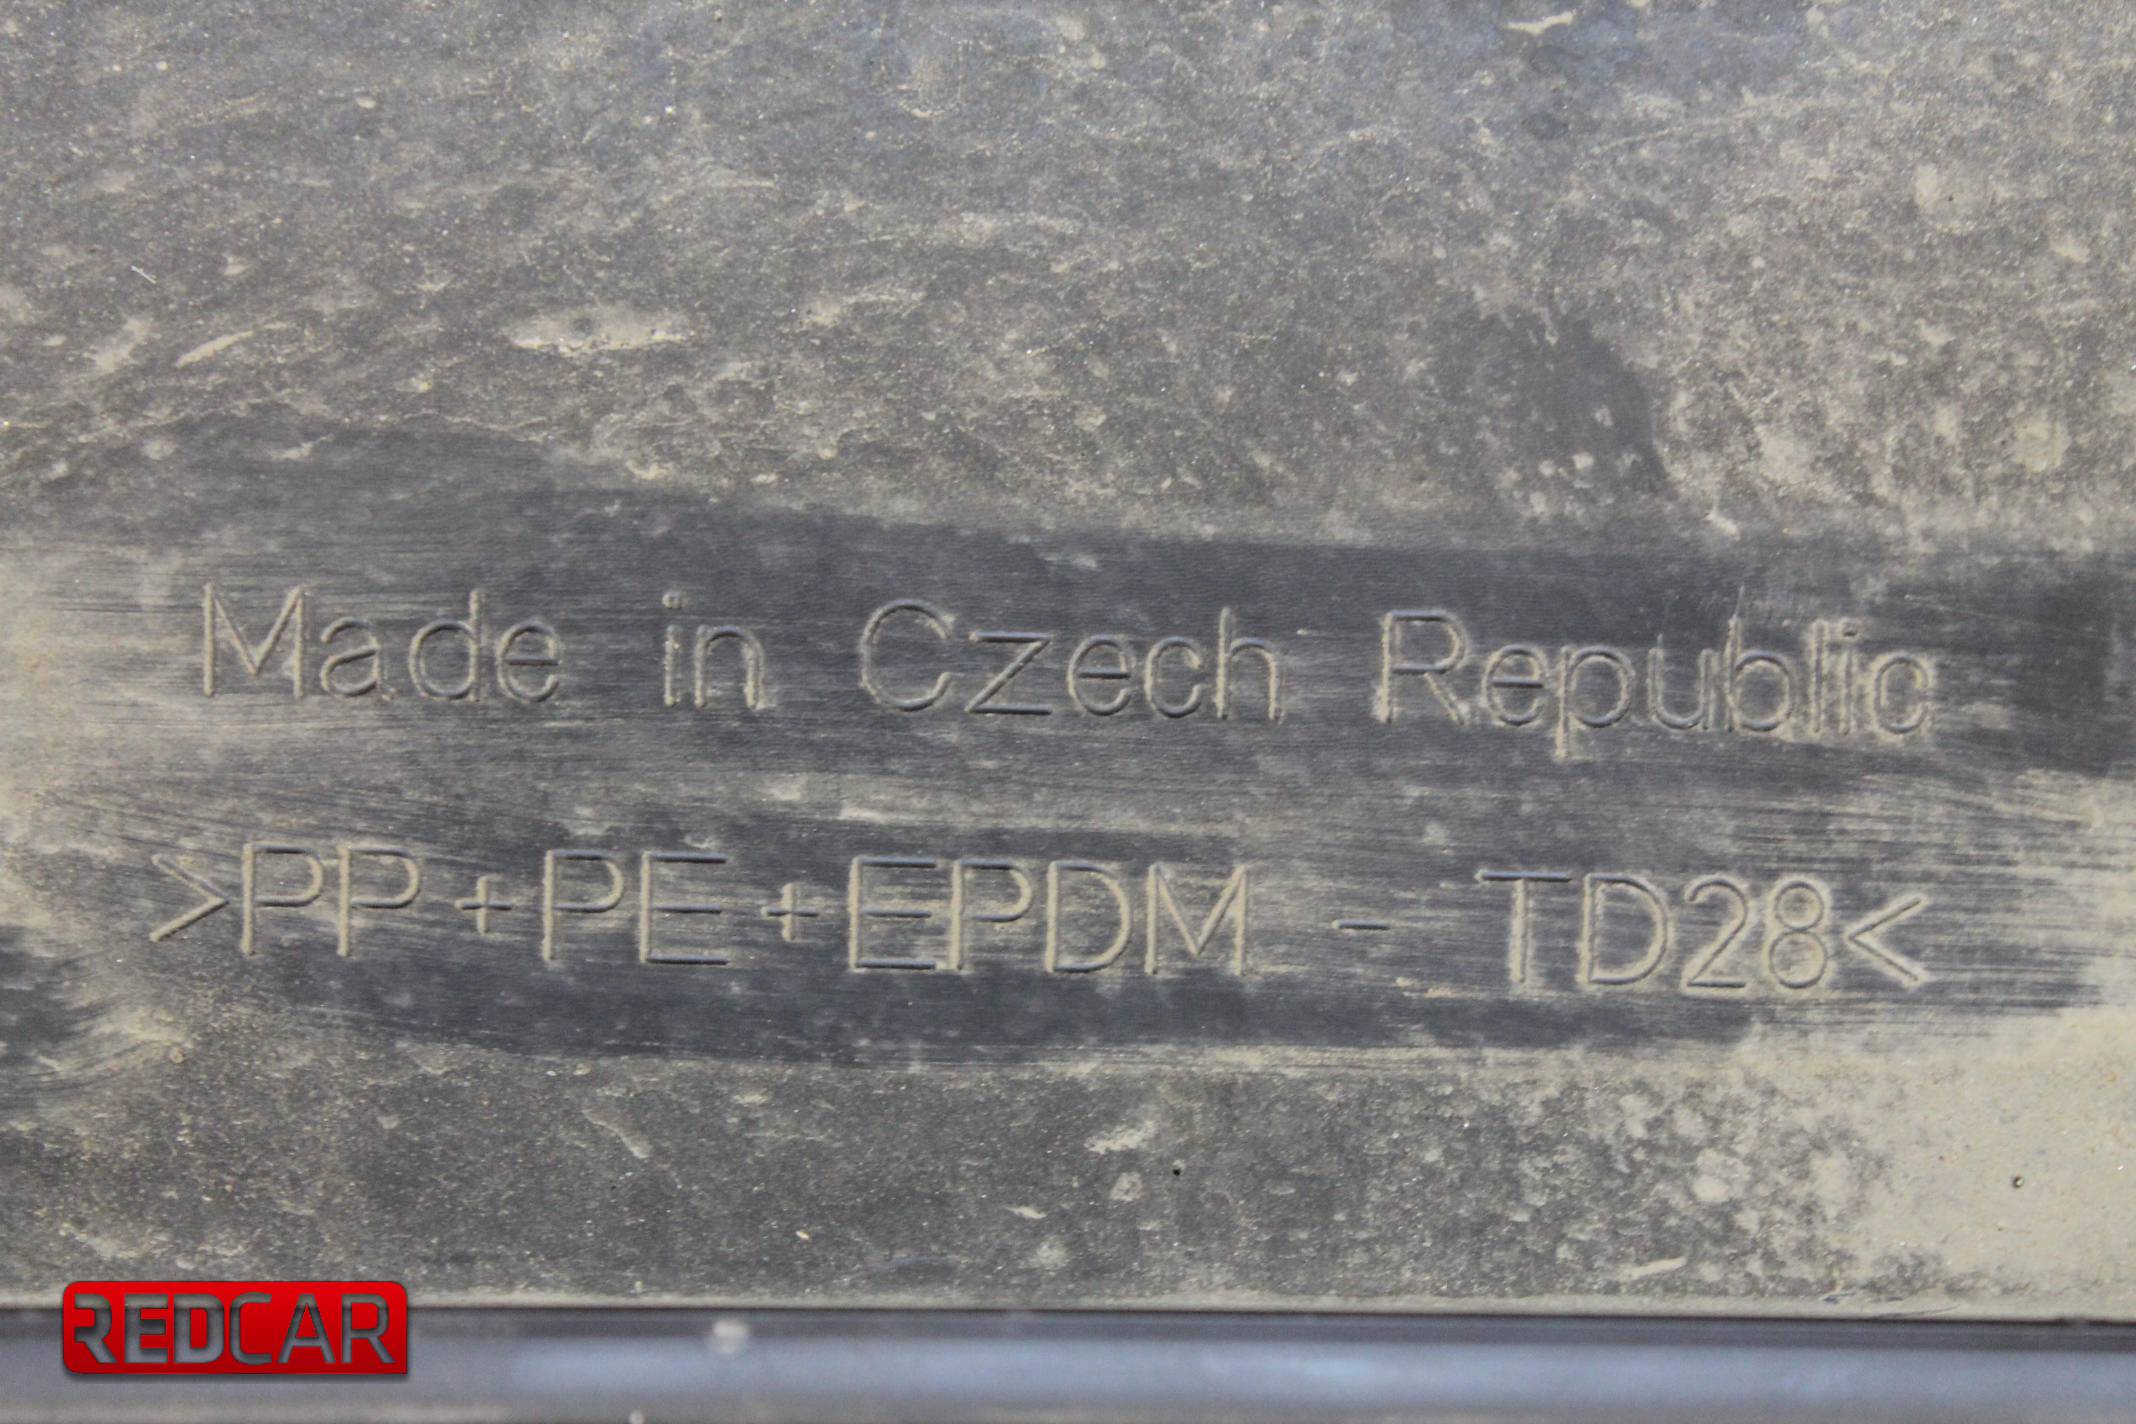 Made in Czech Republic
>PP+PE+EPDM - TD28<
REDCAR